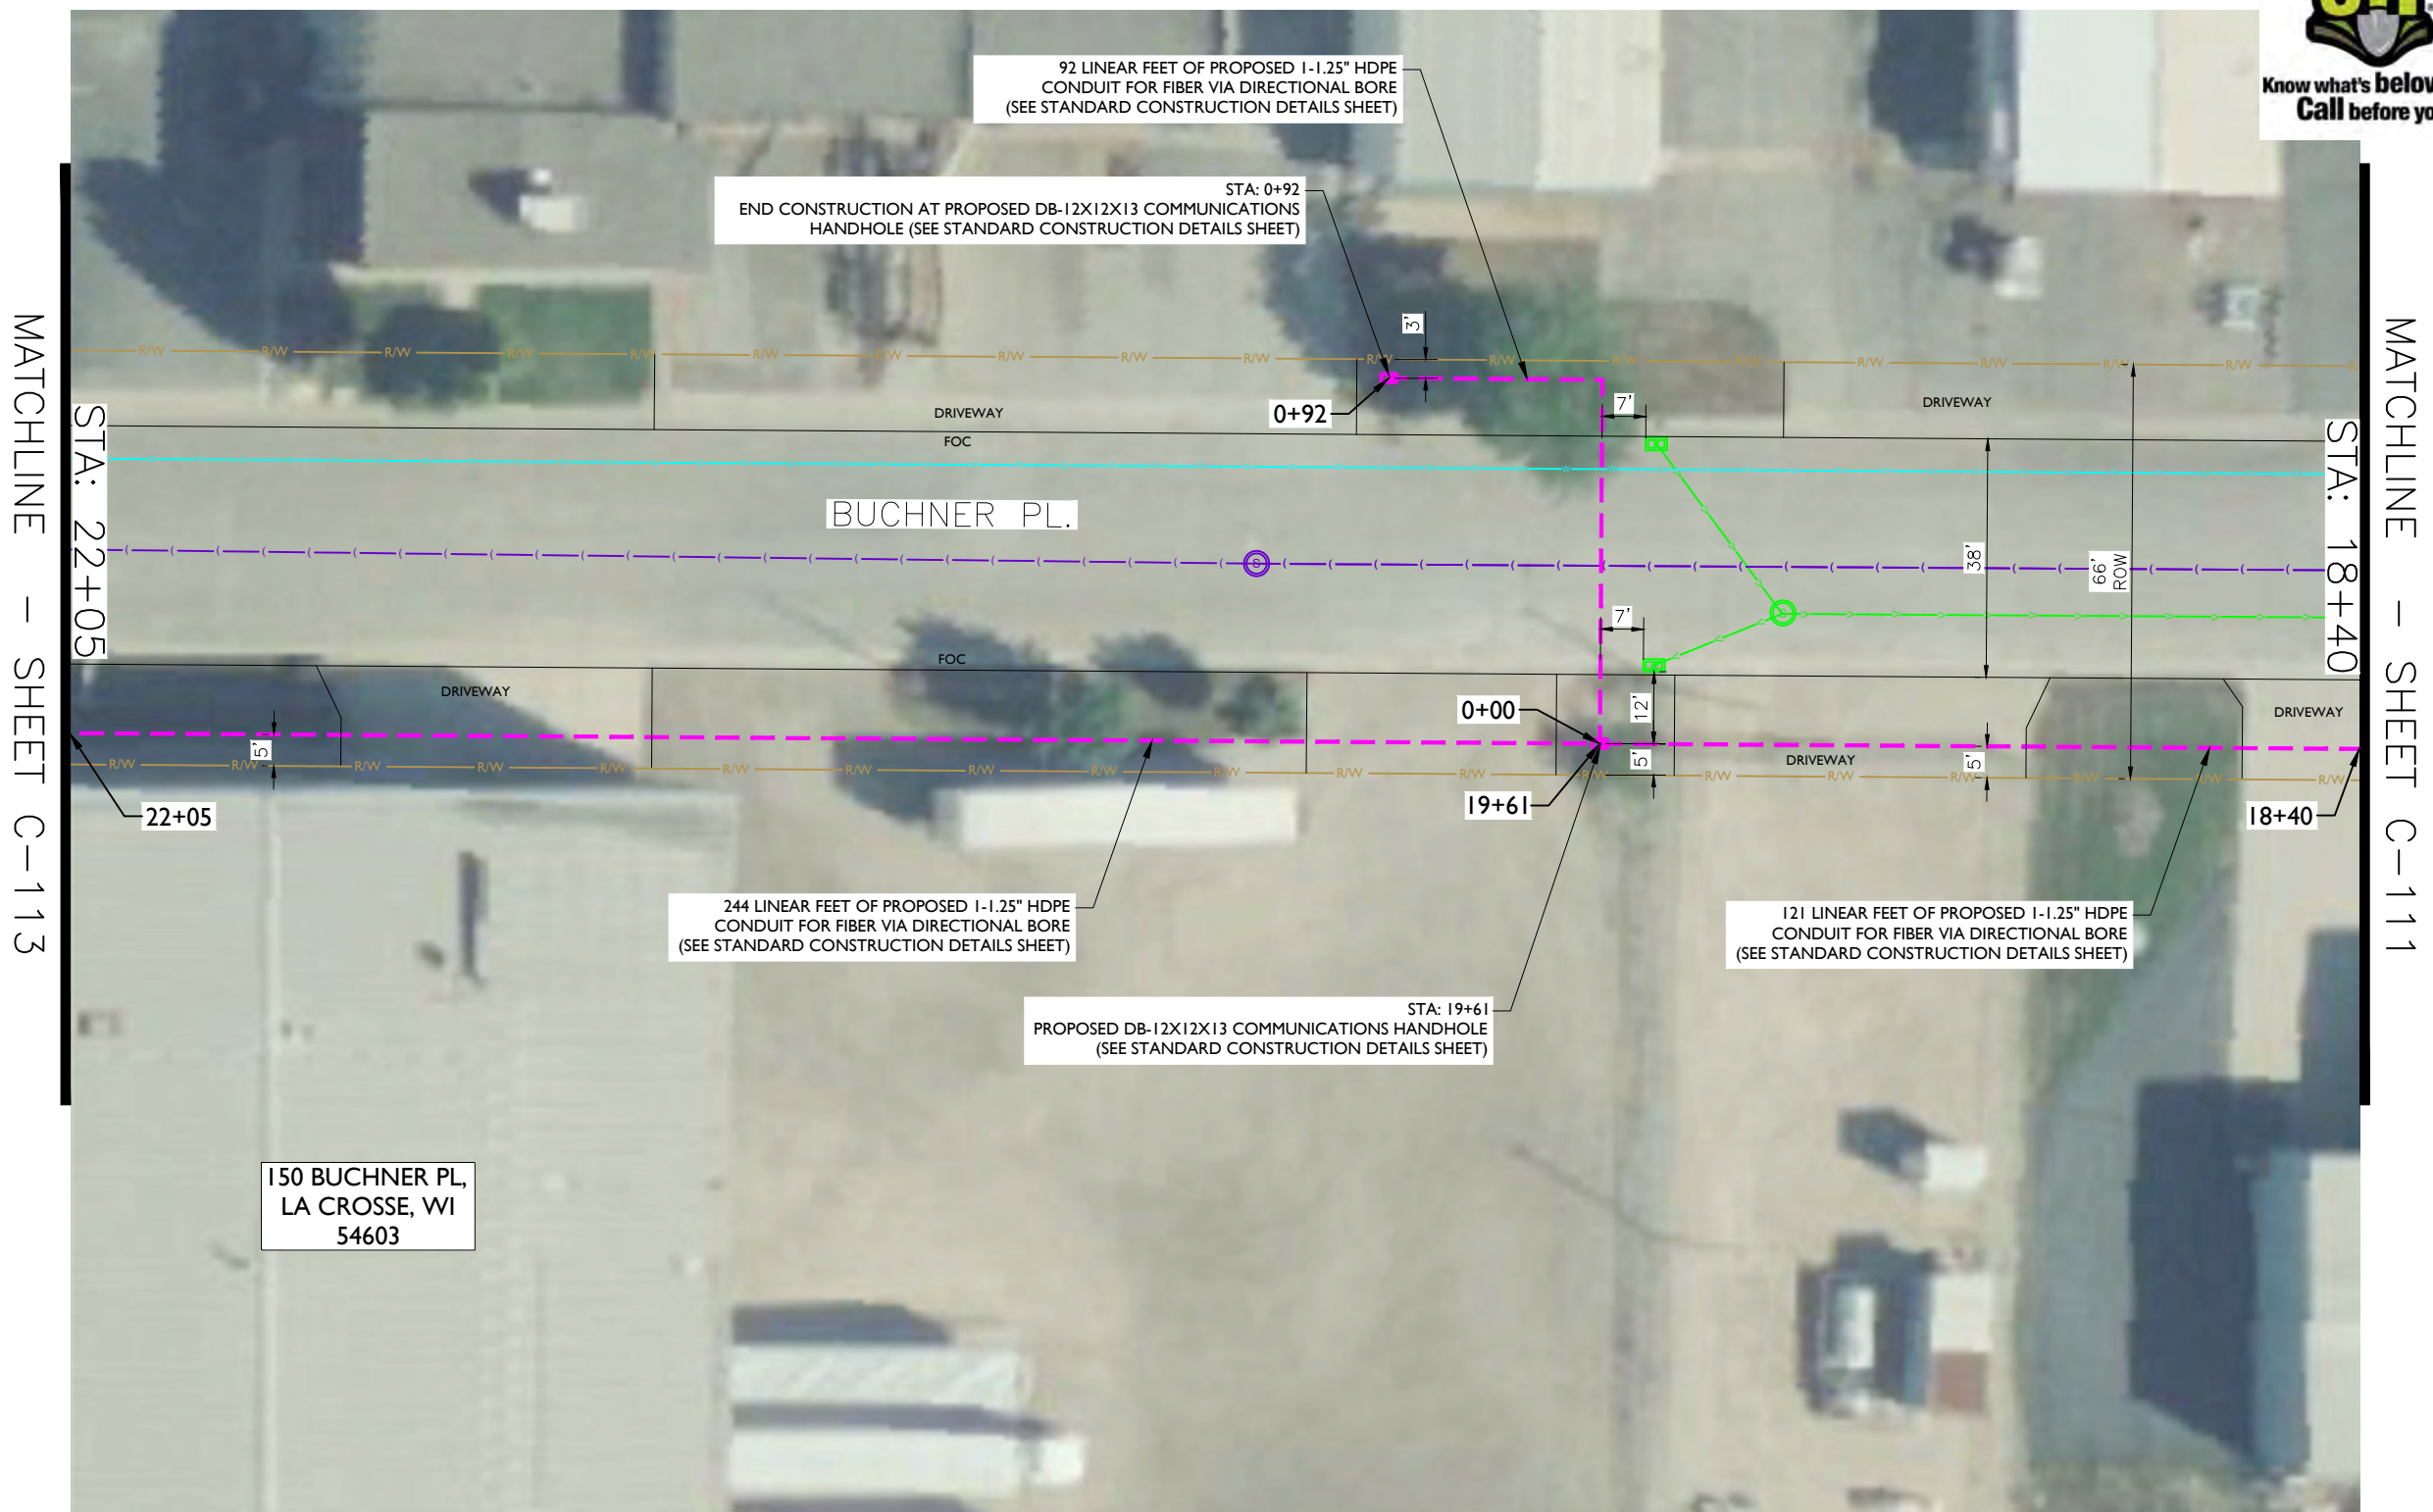 Know what's below
Call before you
92 LINEAR FEET OF PROPOSED 1-1.25" HDPE
CONDUIT FOR FIBER VIA DIRECTIONAL BORE
(SEE STANDARD CONSTRUCTION DETAILS SHEET)
STA: 0+92
END CONSTRUCTION AT PROPOSED DB-12X12X13 COMMUNICATIONS
HANDHOLE (SEE STANDARD CONSTRUCTION DETAILS SHEET)
3'
R/W R/W R/W R/W R/W R/W R/W R/W R/W R/W R/W R/W R/W R/W R/W R/W R/W R/W
0+92
7'
DRIVEWAY
DRIVEWAY
FOC
BUCHNER PL.
S
S
38'
66'
ROW
7'
FOC
DRIVEWAY
0+00
12'
DRIVEWAY
5'
5'
DRIVEWAY
5'
R/W R/W R/W R/W R/W R/W R/W R/W R/W R/W R/W R/W R/W R/W R/W R/W R/W R/W R/W
22+05
19+61
18+40
MATCHLINE - SHEET C-113
STA: 22+05
STA: 18+40
MATCHLINE - SHEET C-111
244 LINEAR FEET OF PROPOSED 1-1.25" HDPE
CONDUIT FOR FIBER VIA DIRECTIONAL BORE
(SEE STANDARD CONSTRUCTION DETAILS SHEET)
121 LINEAR FEET OF PROPOSED 1-1.25" HDPE
CONDUIT FOR FIBER VIA DIRECTIONAL BORE
(SEE STANDARD CONSTRUCTION DETAILS SHEET)
STA: 19+61
PROPOSED DB-12X12X13 COMMUNICATIONS HANDHOLE
(SEE STANDARD CONSTRUCTION DETAILS SHEET)
150 BUCHNER PL,
LA CROSSE, WI
54603